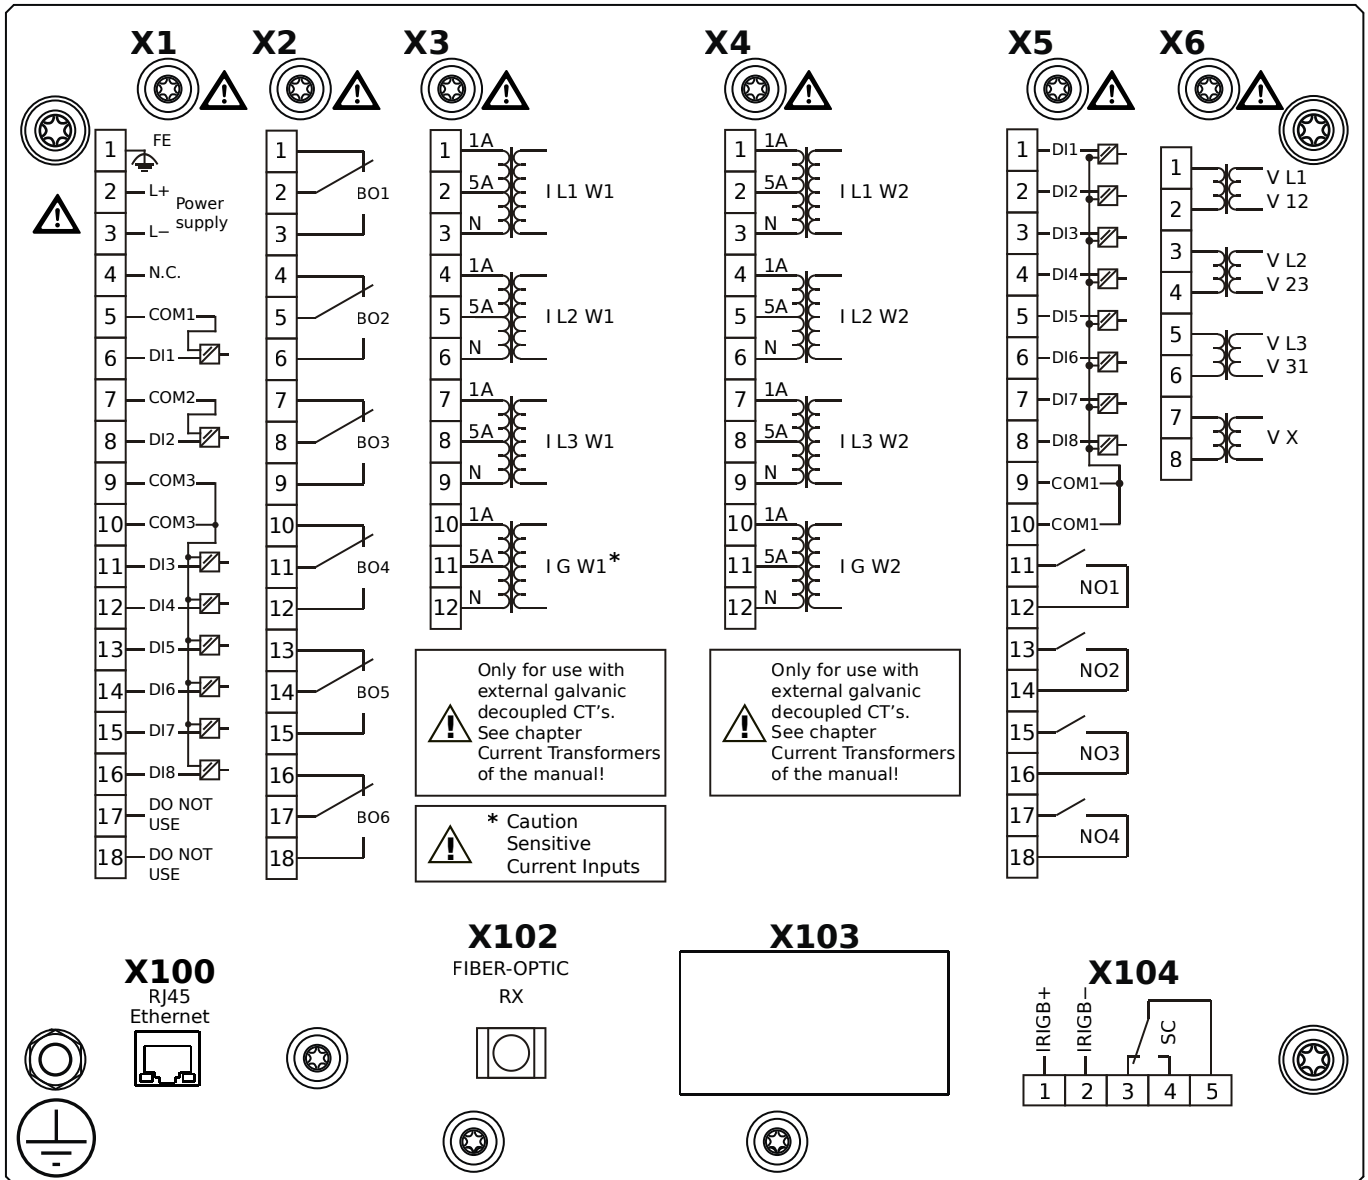 X1
X2
X3
X4
X5
X6
1 FE
2 L+
Power
supply
3 L−
4 N.C.
5 COM1
6 DI1
7 COM2
8 DI2
9 COM3
10 COM3
11 DI3
12 DI4
13 DI5
14 DI6
15 DI7
16 DI8
17 DO NOT
USE
18 DO NOT
USE
1
2 BO1
3
4
5 BO2
6
7
8 BO3
9
10
11 BO4
12
13
14 BO5
15
16
17 BO6
18
1 1A
2 5A I L1 W1
3 N
4 1A
5 5A I L2 W1
6 N
7 1A
8 5A I L3 W1
9 N
10 1A
11 5A I G W1*
12 N
Only for use with
external galvanic
decoupled CT's.
See chapter
Current Transformers
of the manual!
* Caution
Sensitive
Current Inputs
1 1A
2 5A I L1 W2
3 N
4 1A
5 5A I L2 W2
6 N
7 1A
8 5A I L3 W2
9 N
10 1A
11 5A I G W2
12 N
Only for use with
external galvanic
decoupled CT's.
See chapter
Current Transformers
of the manual!
1 DI1
2 DI2
3 DI3
4 DI4
5 DI5
6 DI6
7 DI7
8 DI8
9 COM1
10 COM1
11
NO1
12
13
NO2
14
15
NO3
16
17
NO4
18
1 V L1
2 V 12
3 V L2
4 V 23
5 V L3
6 V 31
7
V X
8
X100
RJ45
Ethernet
X102
FIBER-OPTIC
RX
X103
X104
IRIGB+
IRIGB−
SC
1 2 3 4 5